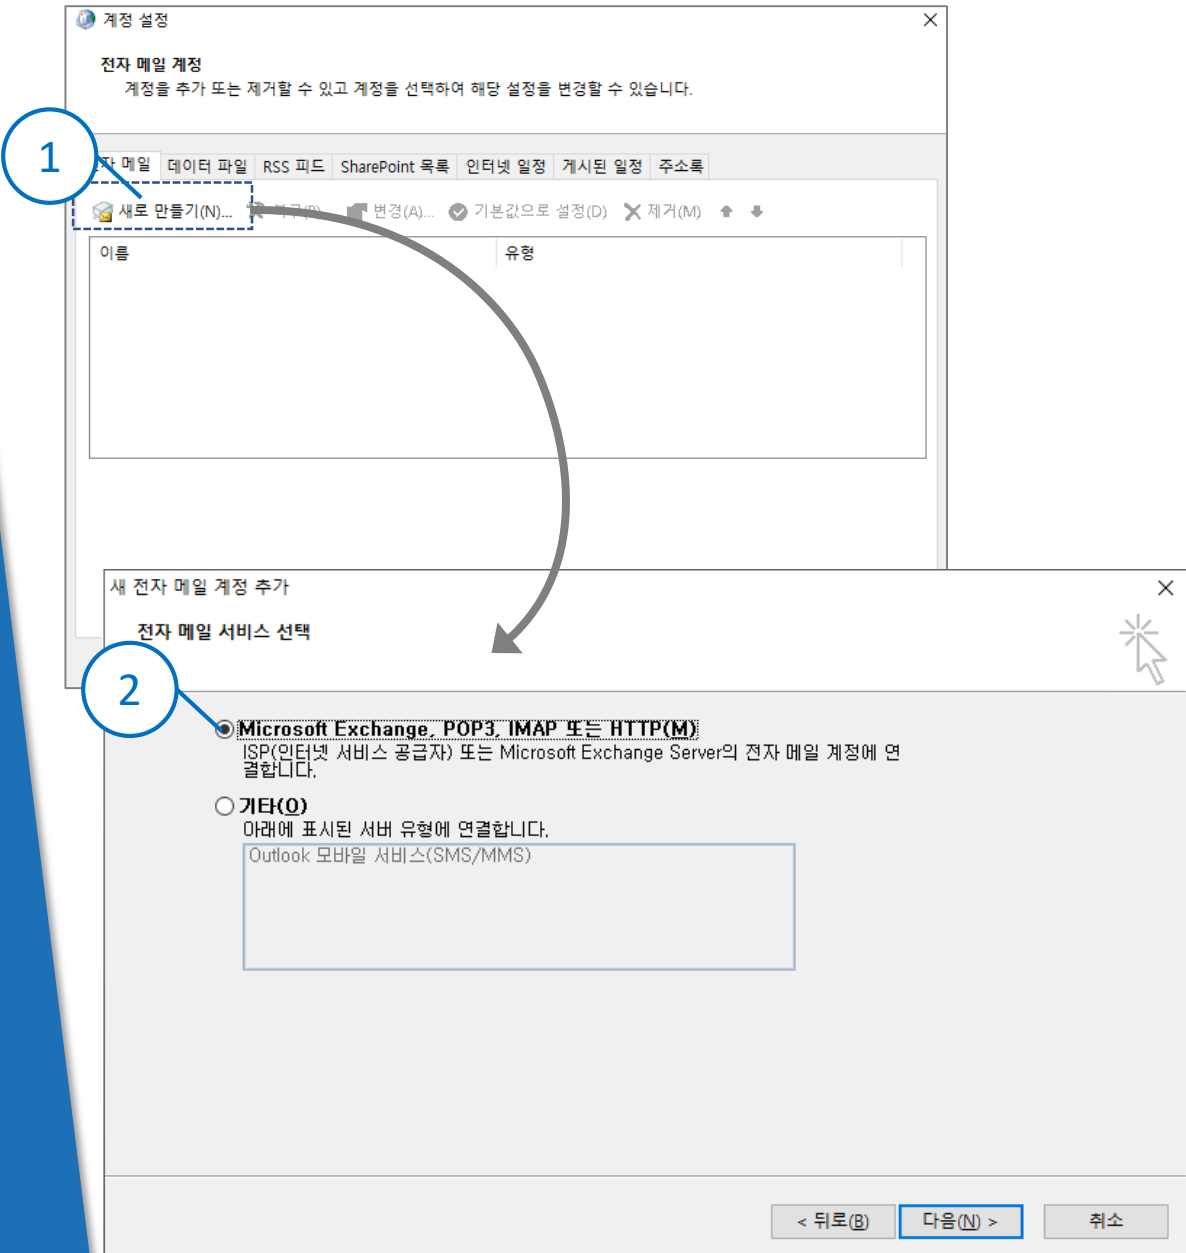 계정 설정
전자 메일 계정
계정을 추가 또는 제거할 수 있고 계정을 선택하여 해당 설정을 변경할 수 있습니다.
1
메일 데이터 파일 RSS 피드 SharePoint 목록 인터넷 일정 게시된 일정 주소록
새로 만들기(N)... 변경(A)... 기본값으로 설정(D) 제거(M)
이름 유형
새 전자 메일 계정 추가
전자 메일 서비스 선택
2
Microsoft Exchange, POP3, IMAP 또는 HTTP(M)
ISP(인터넷 서비스 공급자) 또는 Microsoft Exchange Server의 전자 메일 계정에 연
결합니다.
기타(O)
아래에 표시된 서버 유형에 연결합니다.
Outlook 모바일 서비스(SMS/MMS)
< 뒤로(B) 다음(N) > 취소